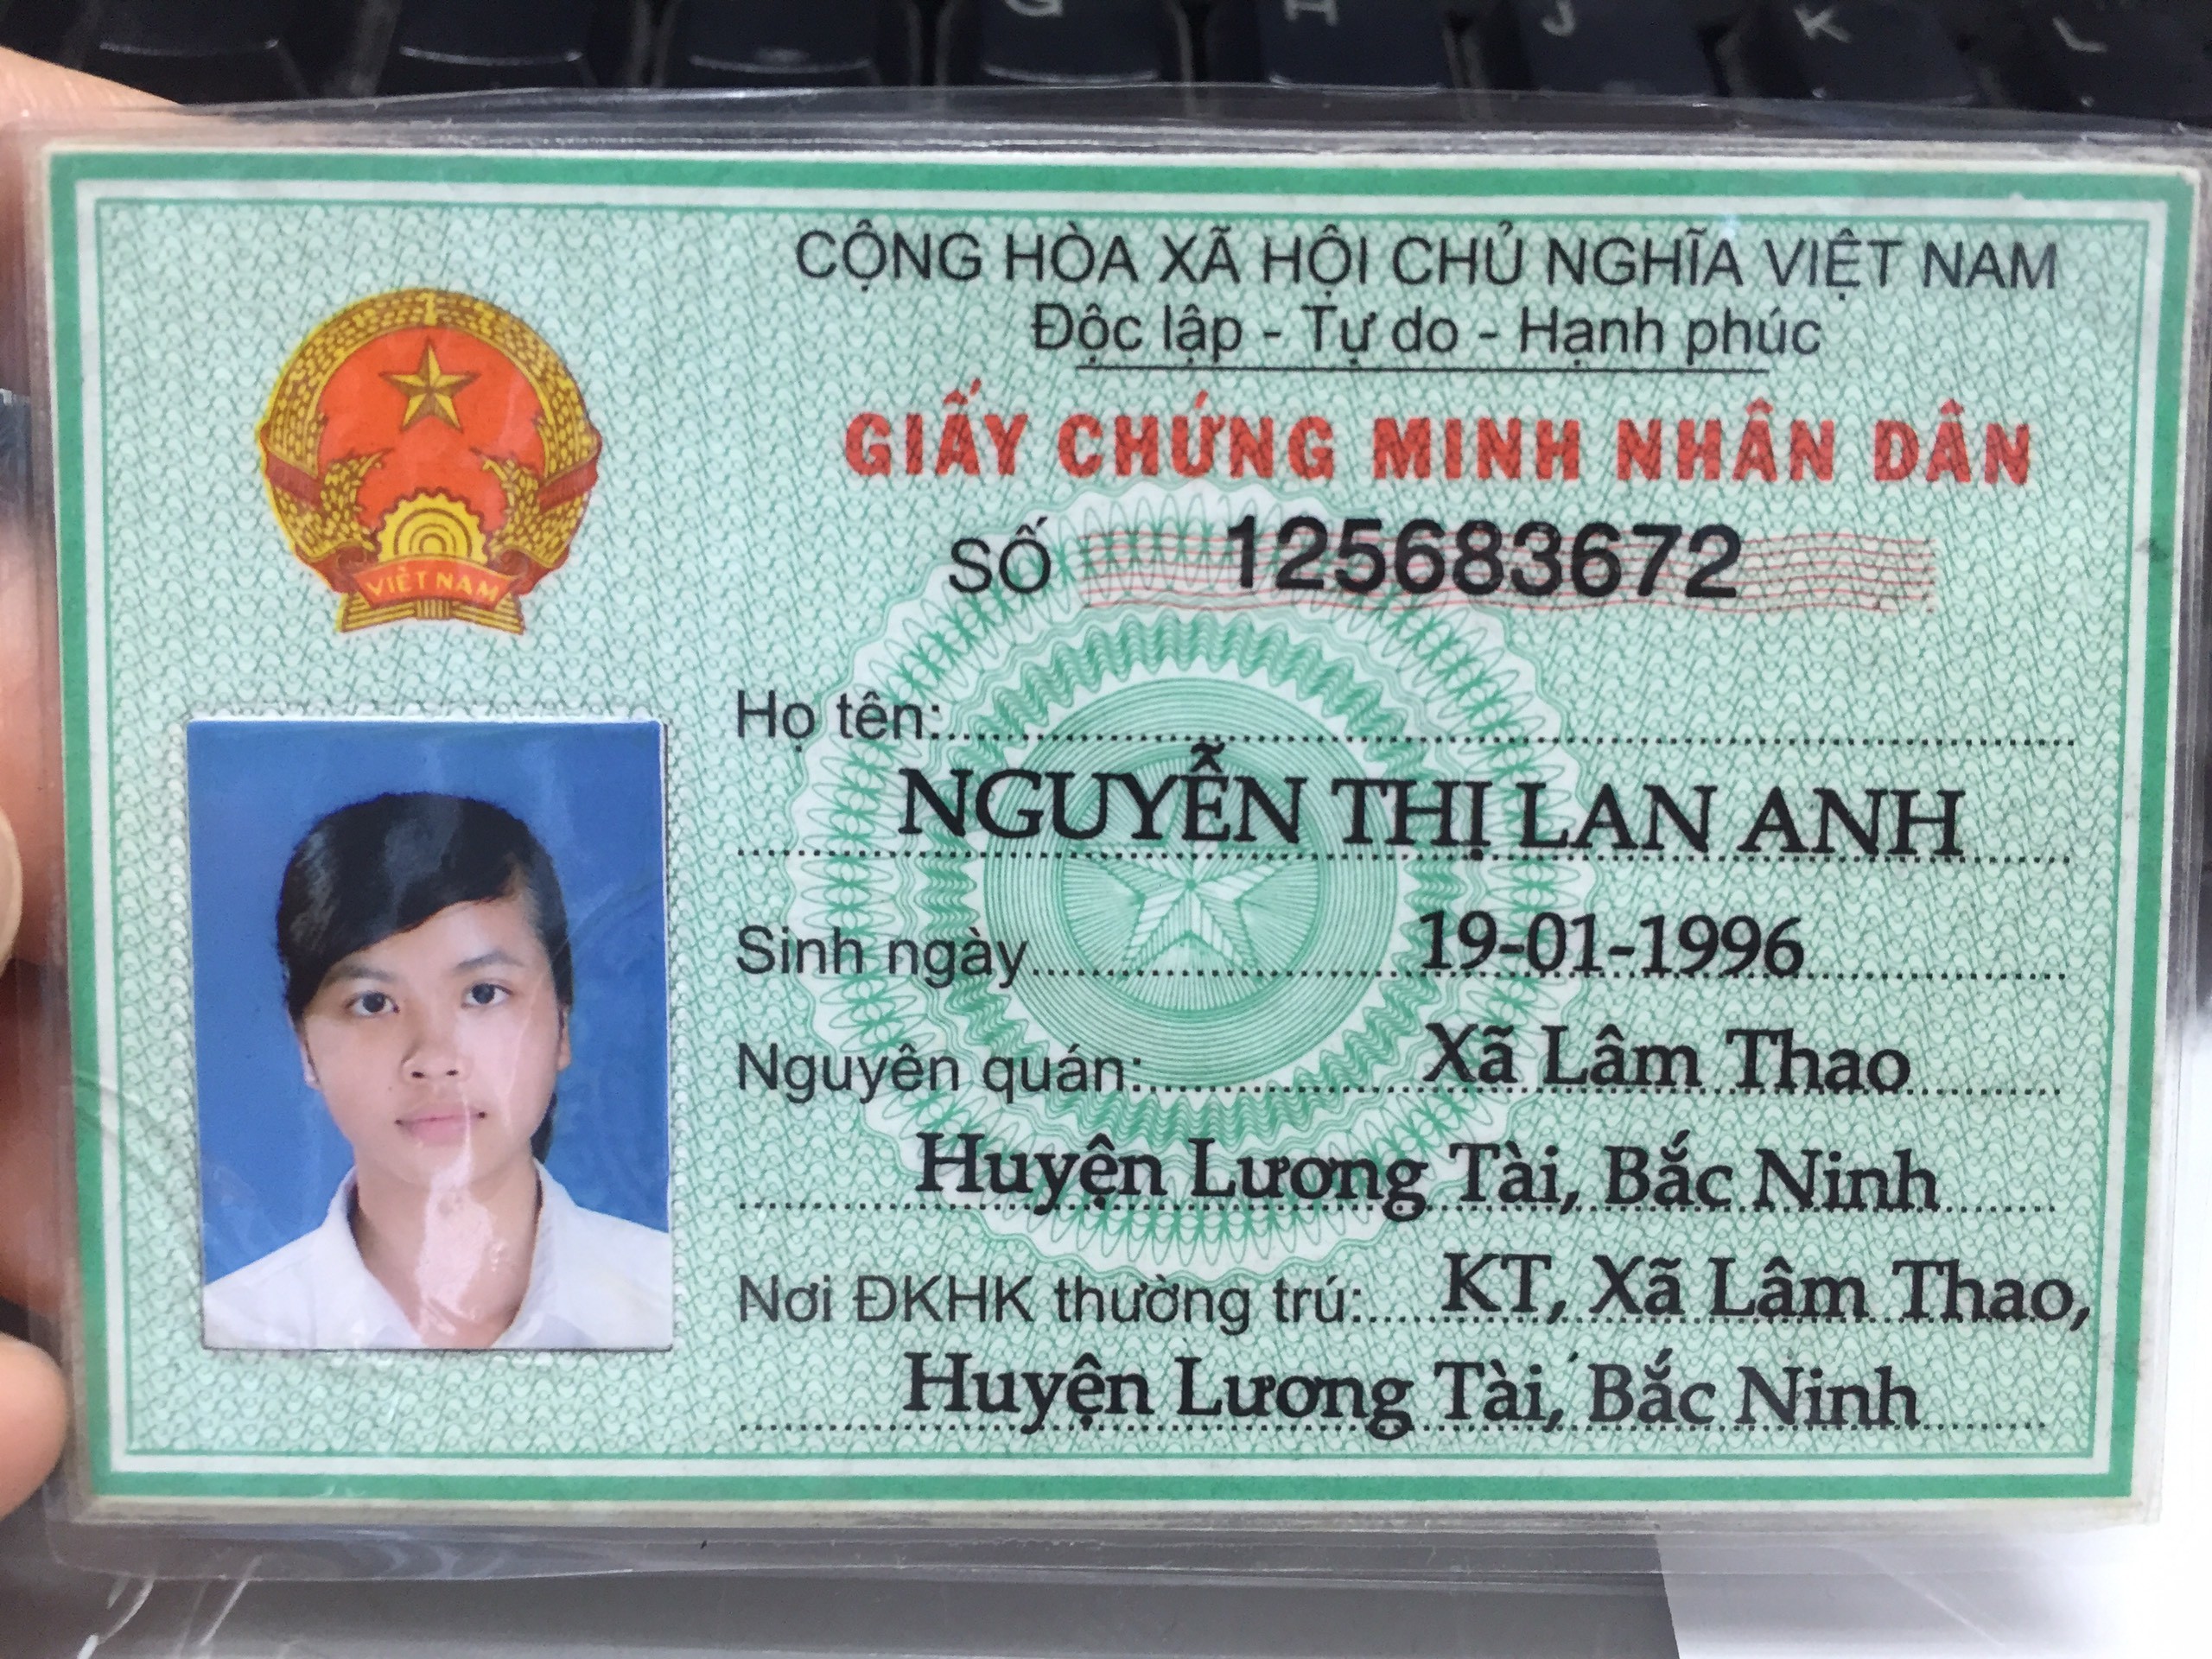 G H J K L
CỘNG HÒA XÃ HỘI CHỦ NGHĨA VIỆT NAM
Độc lập - Tự do - Hạnh phúc
GIẤY CHỨNG MINH NHÂN DÂN
SỐ 125683672
VIỆT NAM
Họ tên:
NGUYỄN THỊ LAN ANH
Sinh ngày 19-01-1996
Nguyên quán: Xã Lâm Thao
Huyện Lương Tài, Bắc Ninh
Nơi ĐKHK thường trú: KT, Xã Lâm Thao,
Huyện Lương Tài, Bắc Ninh